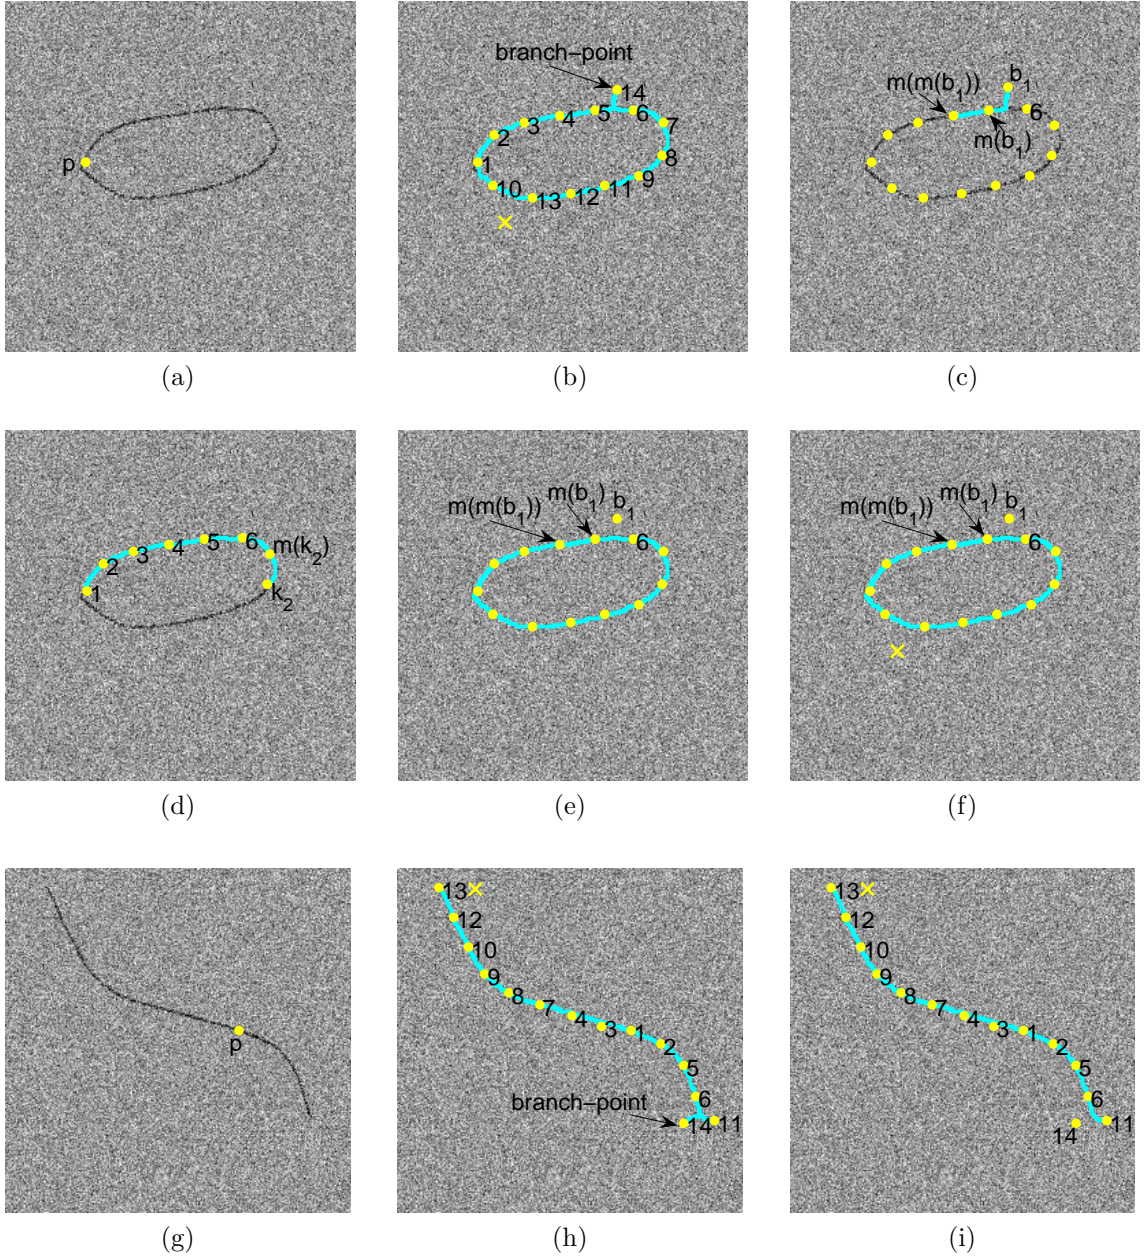 p
(a)
branch−point
14
5 6
4
3 7
2
8
1 9
10 11
12
13
(b)
b1
m(m(b1))
6
m(b1)
(c)
5 6
4
3 m(k2)
2
1 k2
(d)
m(b1)
b1
m(m(b1))
6
(e)
m(b1)
b1
m(m(b1))
6
(f)
p
(g)
13
12
10
9
8
7
4
3 1
2
5
6
branch−point
14 11
(h)
13
12
10
9
8
7
4
3 1
2
5
6
11
14
(i)